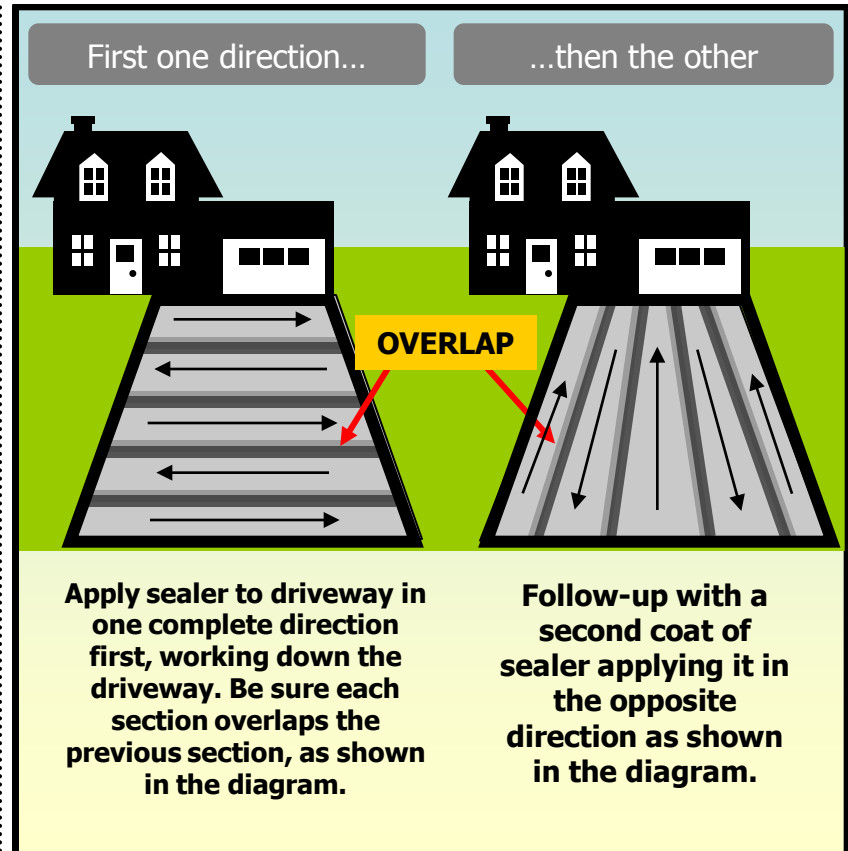 First one direction…
…then the other
OVERLAP
Apply sealer to driveway in
one complete direction
first, working down the
driveway. Be sure each
section overlaps the
previous section, as shown
in the diagram.
Follow-up with a
second coat of
sealer applying it in
the opposite
direction as shown
in the diagram.